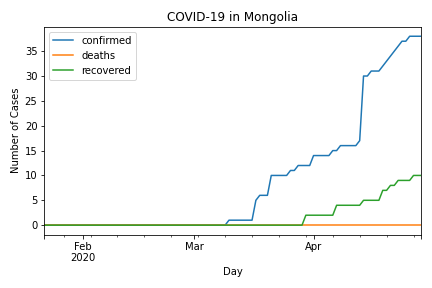 COVID-19 in Mongolia
confirmed
deaths
recovered
Number of Cases
35
30
25
20
15
10
5
0
Feb
2020
Mar
Apr
Day